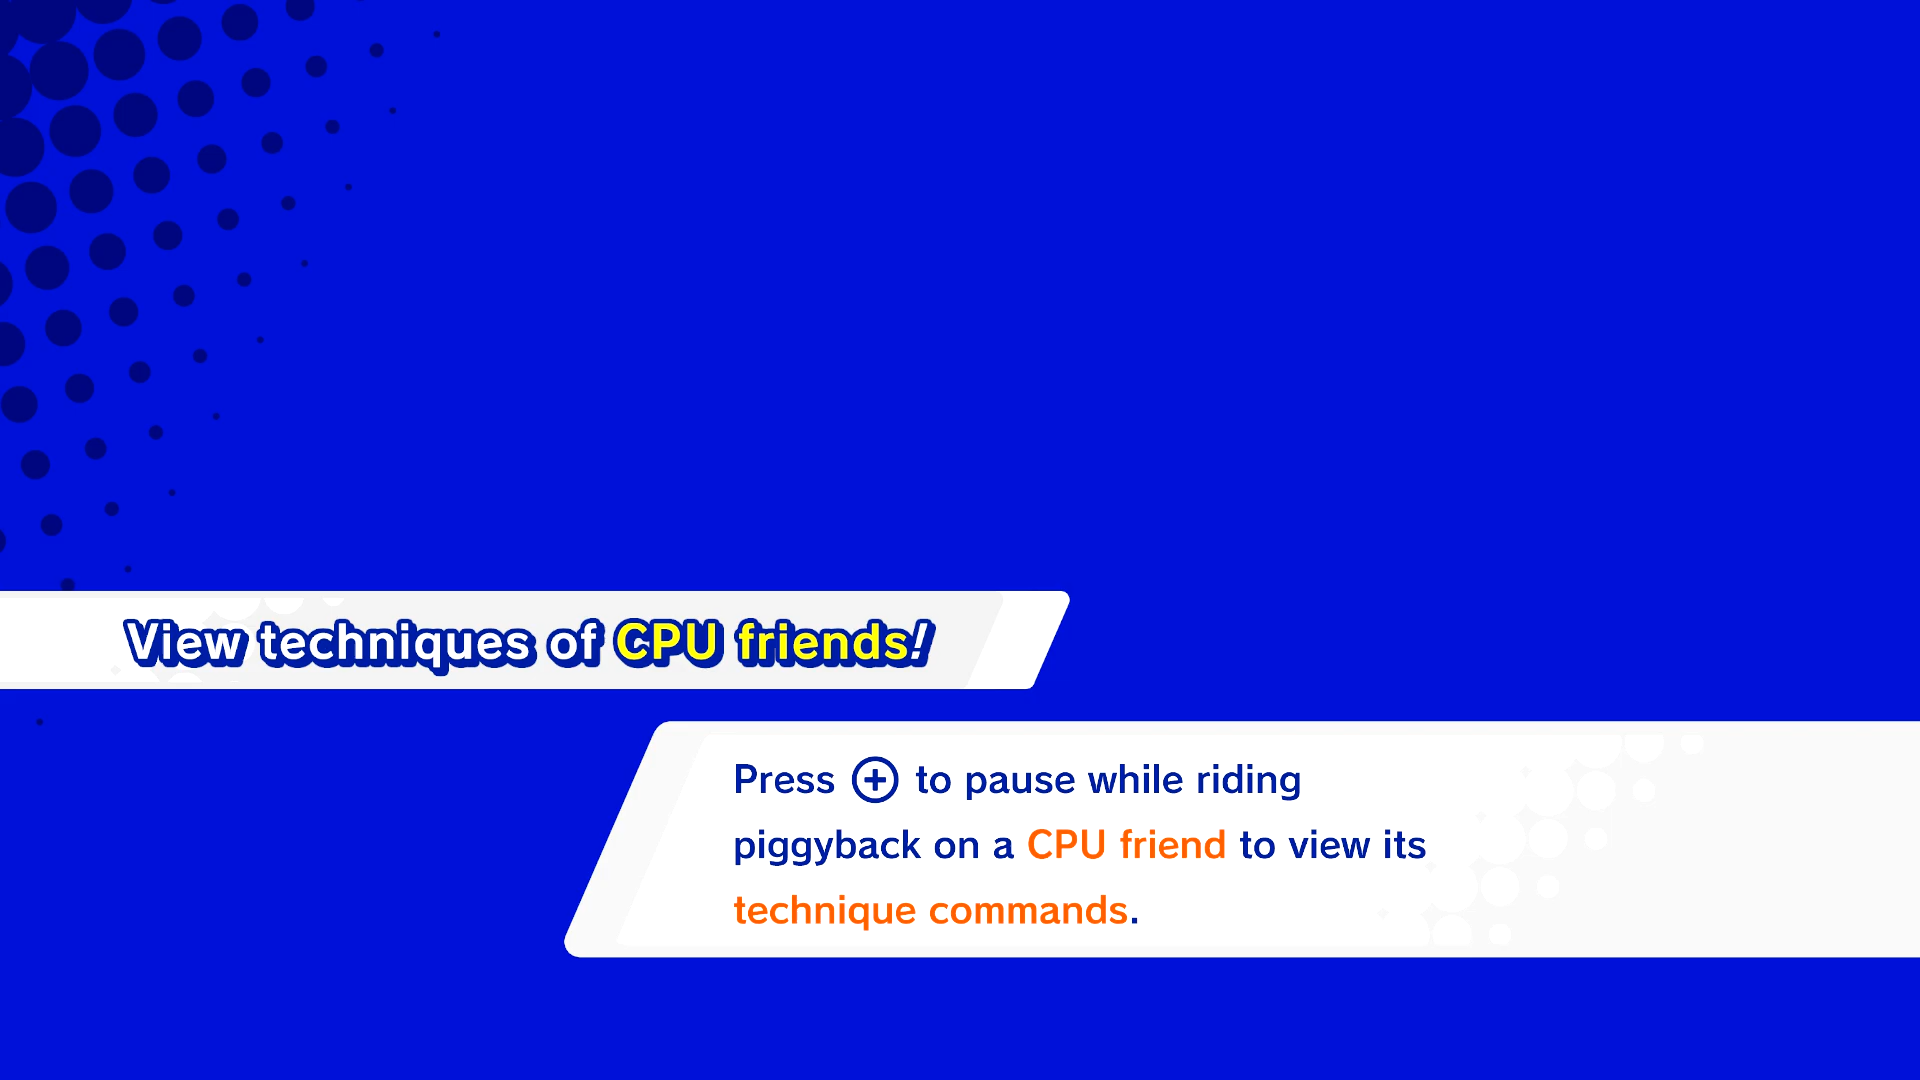 View techniques of CPU friends!
Press ⊕ to pause while riding
piggyback on a CPU friend to view its
technique commands.